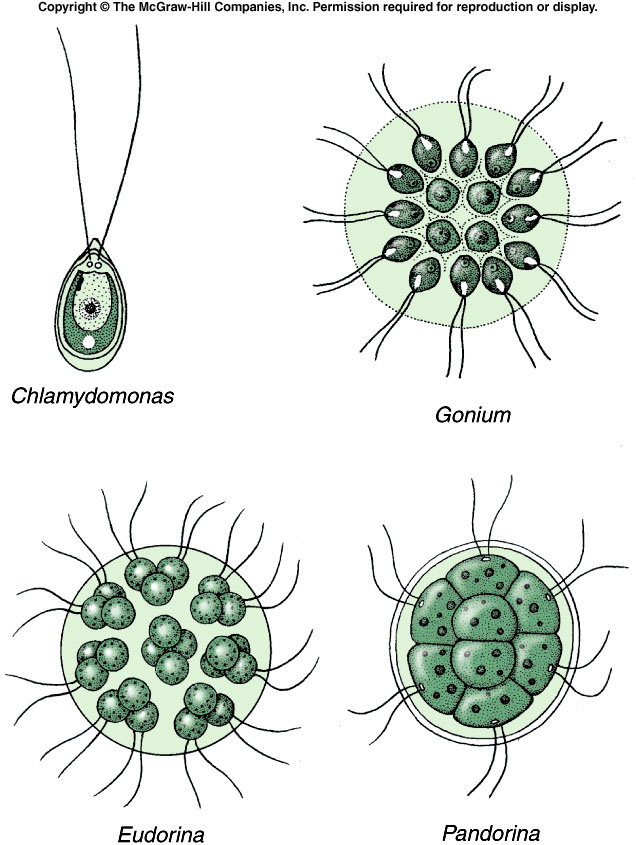 Copyright © The McGraw-Hill Companies, Inc. Permission required for reproduction or display.
Chlamydomonas
Gonium
Eudorina
Pandorina